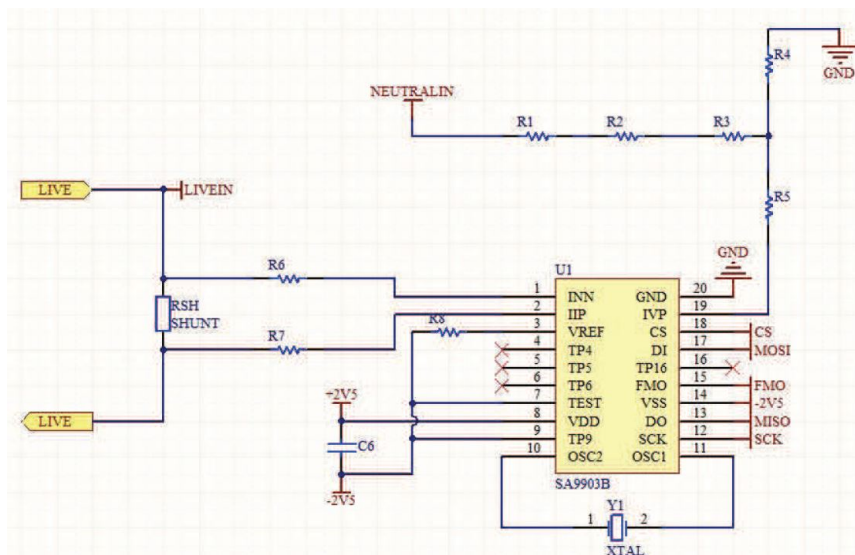 R4
GND
NEUTRALIN
R1 R2 R3
LIVE
LIVEIN
R5
R6
GND
U1
RSH
SHUNT
R7
R8
1 INN GND 20
2 IIP IVP 19
3 VREF CS 18 CS
4 TP4 DI 17 MOSI
5 TP5 TP16 16
6 TP6 FMO 15 FMO
7 TEST VSS 14 -2V5
8 VDD DO 13 MISO
9 TP9 SCK 12 SCK
10 OSC2 OSC1 11
+2V5
LIVE
C6
-2V5
SA9903B
Y1
1 2
XTAL